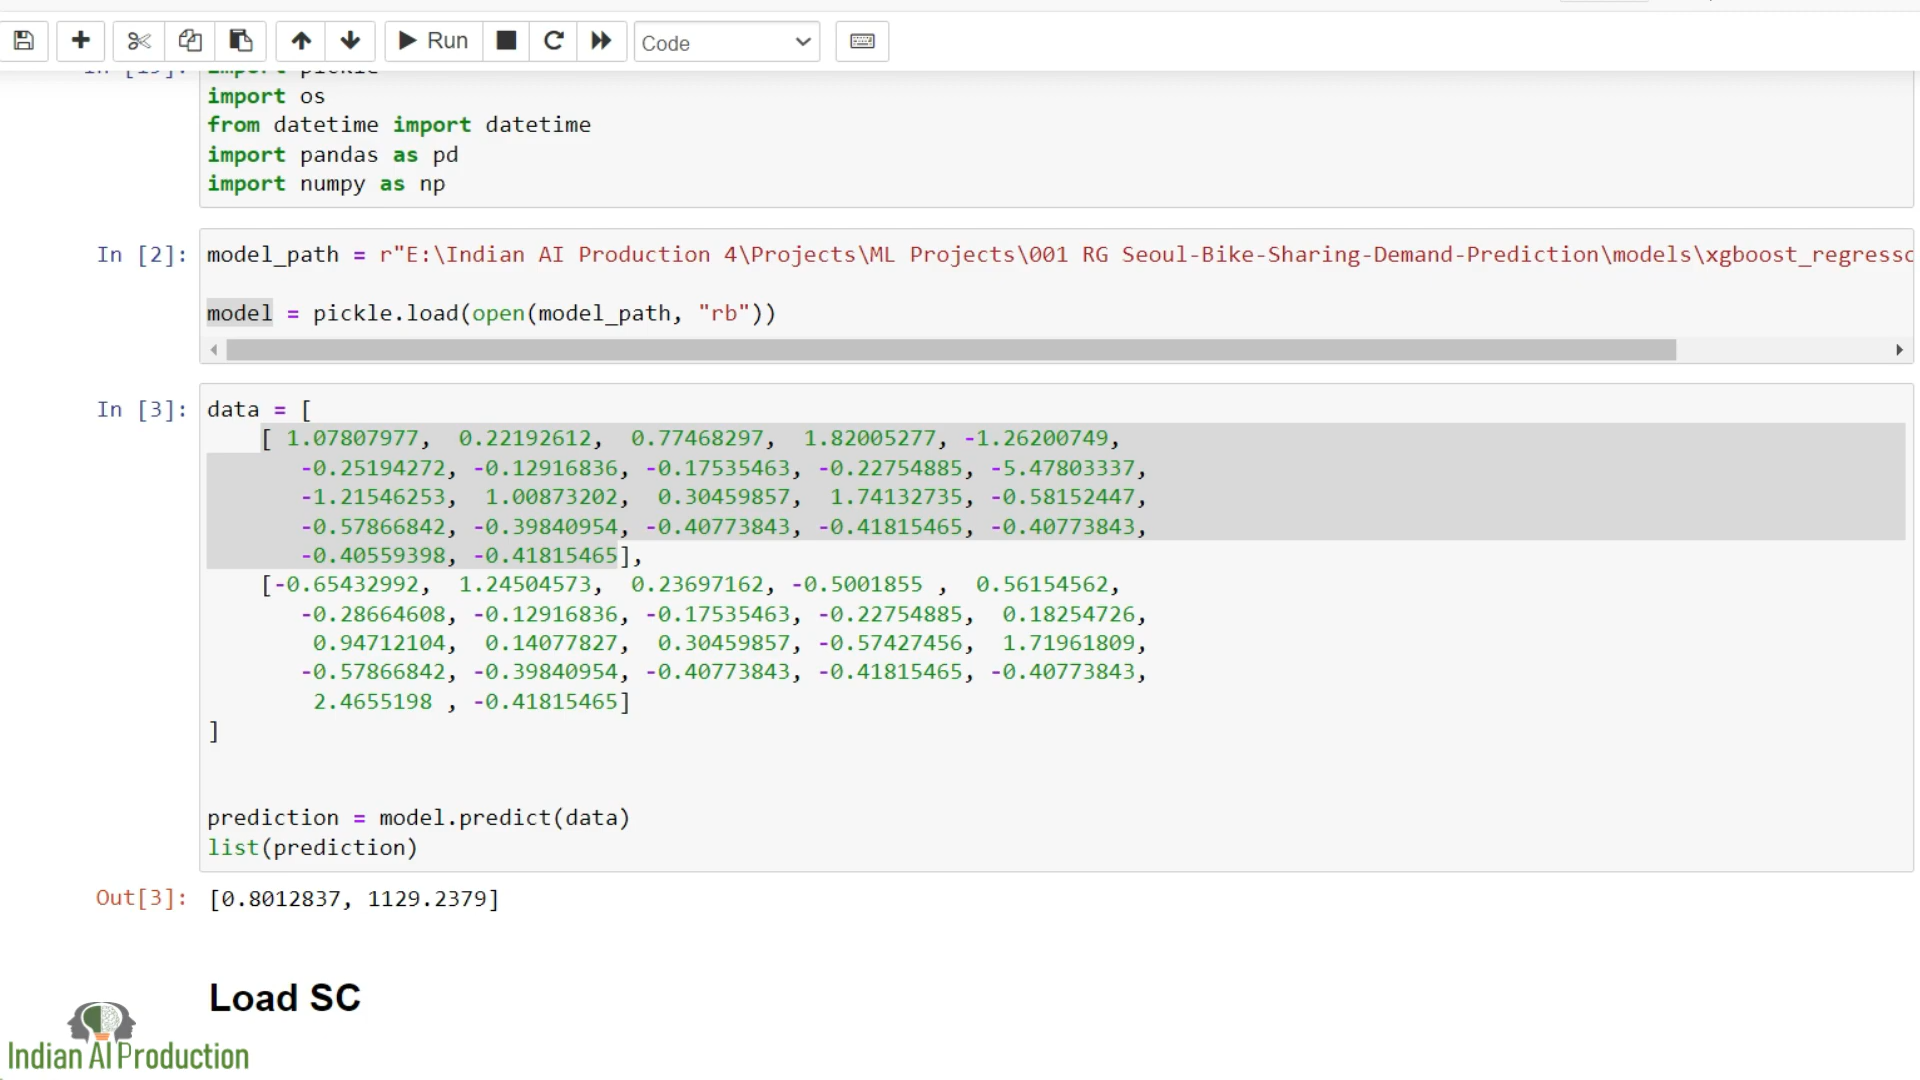 Run
Code
In [19]: import pickle
import os
from datetime import datetime
import pandas as pd
import numpy as np
In [2]: model_path = r"E:\Indian AI Production 4\Projects\ML Projects\001 RG Seoul-Bike-Sharing-Demand-Prediction\models\xgboost_regressc
model = pickle.load(open(model_path, "rb"))
In [3]: data = [
[ 1.07807977, 0.22192612, 0.77468297, 1.82005277, -1.26200749,
-0.25194272, -0.12916836, -0.17535463, -0.22754885, -5.47803337,
-1.21546253, 1.00873202, 0.30459857, 1.74132735, -0.58152447,
-0.57866842, -0.39840954, -0.40773843, -0.41815465, -0.40773843,
-0.40559398, -0.41815465],
[-0.65432992, 1.24504573, 0.23697162, -0.5001855 , 0.56154562,
-0.28664608, -0.12916836, -0.17535463, -0.22754885, 0.18254726,
0.94712104, 0.14077827, 0.30459857, -0.57427456, 1.71961809,
-0.57866842, -0.39840954, -0.40773843, -0.41815465, -0.40773843,
2.4655198 , -0.41815465]
]
prediction = model.predict(data)
list(prediction)
Out[3]: [0.8012837, 1129.2379]
Load SC
Indian AI Production